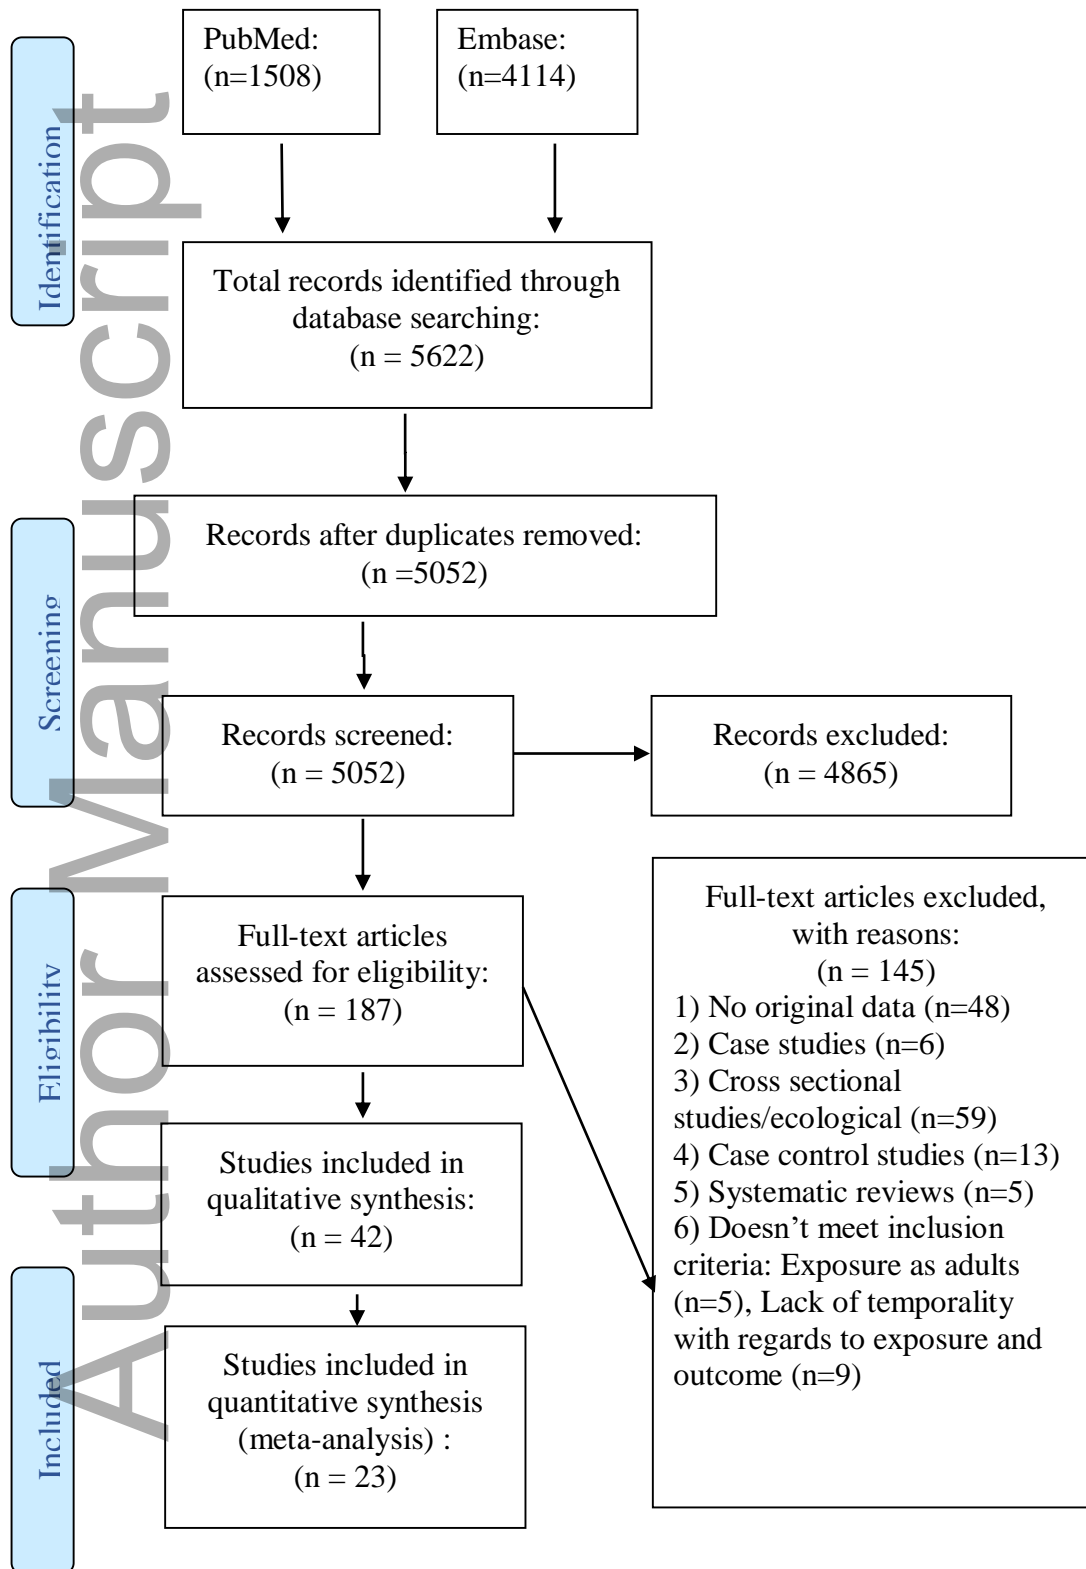 PubMed:
(n=1508)
Embase:
(n=4114)
Identification
Total records identified through
database searching:
(n = 5622)
Records after duplicates removed:
(n =5052)
Screening
Records screened:
(n = 5052)
Records excluded:
(n = 4865)
Eligibility
Full-text articles
assessed for eligibility:
(n = 187)
Full-text articles excluded,
with reasons:
(n = 145)
1) No original data (n=48)
2) Case studies (n=6)
3) Cross sectional
studies/ecological (n=59)
4) Case control studies (n=13)
5) Systematic reviews (n=5)
6) Doesn’t meet inclusion
criteria: Exposure as adults
(n=5), Lack of temporality
with regards to exposure and
outcome (n=9)
Studies included in
qualitative synthesis:
(n = 42)
Included
Studies included in
quantitative synthesis
(meta-analysis) :
(n = 23)
Author Manuscript